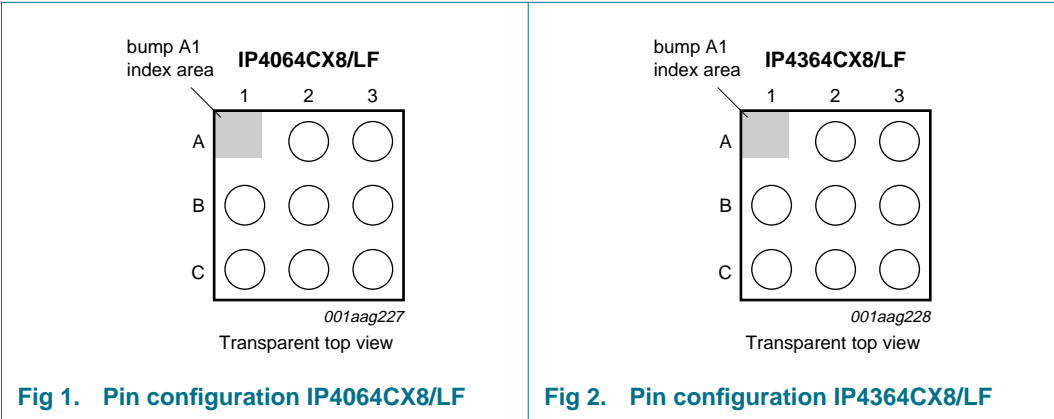 bump A1
index area
IP4064CX8/LF
1 2 3
A
B
C
001aag227
Transparent top view
Fig 1. Pin configuration IP4064CX8/LF
bump A1
index area
IP4364CX8/LF
1 2 3
A
B
C
001aag228
Transparent top view
Fig 2. Pin configuration IP4364CX8/LF